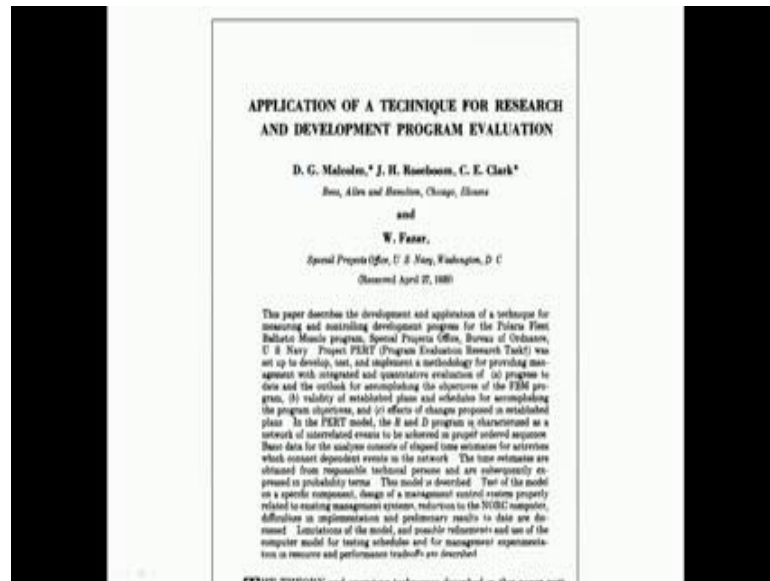 APPLICATION OF A TECHNIQUE FOR RESEARCH
AND DEVELOPMENT PROGRAM EVALUATION
D. G. Malcolm,* J. H. Roseboom, C. E. Clark*
Booz, Allen and Hamilton, Chicago, Illinois
and
W. Fazar,
Special Projects Office, U S Navy, Washington, D C
(Received April 27, 1959)
This paper describes the development and application of a technique for
measuring and controlling development progress for the Polaris Fleet
Ballistic Missile program, Special Projects Office, Bureau of Ordnance,
U S Navy Project PERT (Program Evaluation Research Task†) was
set up to develop, test, and implement a methodology for providing man-
agement with integrated and quantitative evaluation of (a) progress to
date and the outlook for accomplishing the objectives of the FBM pro-
gram, (b) validity of established plans and schedules for accomplishing
the program objectives, and (c) effects of changes proposed in established
plans In the PERT model, the R and D program is characterized as a
network of interrelated events to be achieved in proper ordered sequence
Basic data for the analysis consists of elapsed time estimates for activities
which connect dependent events in the network The time estimates are
obtained from responsible technical persons and are subsequently ex-
pressed in probability terms This model is described Test of the model
on a specific component, design of a management control system properly
related to existing management systems, reduction to the NORC computer,
difficulties in implementation and preliminary results to date are dis-
cussed Limitations of the model, and possible refinements and use of the
computer model for testing schedules and for management experimenta-
tion in resource and performance tradeoffs are described